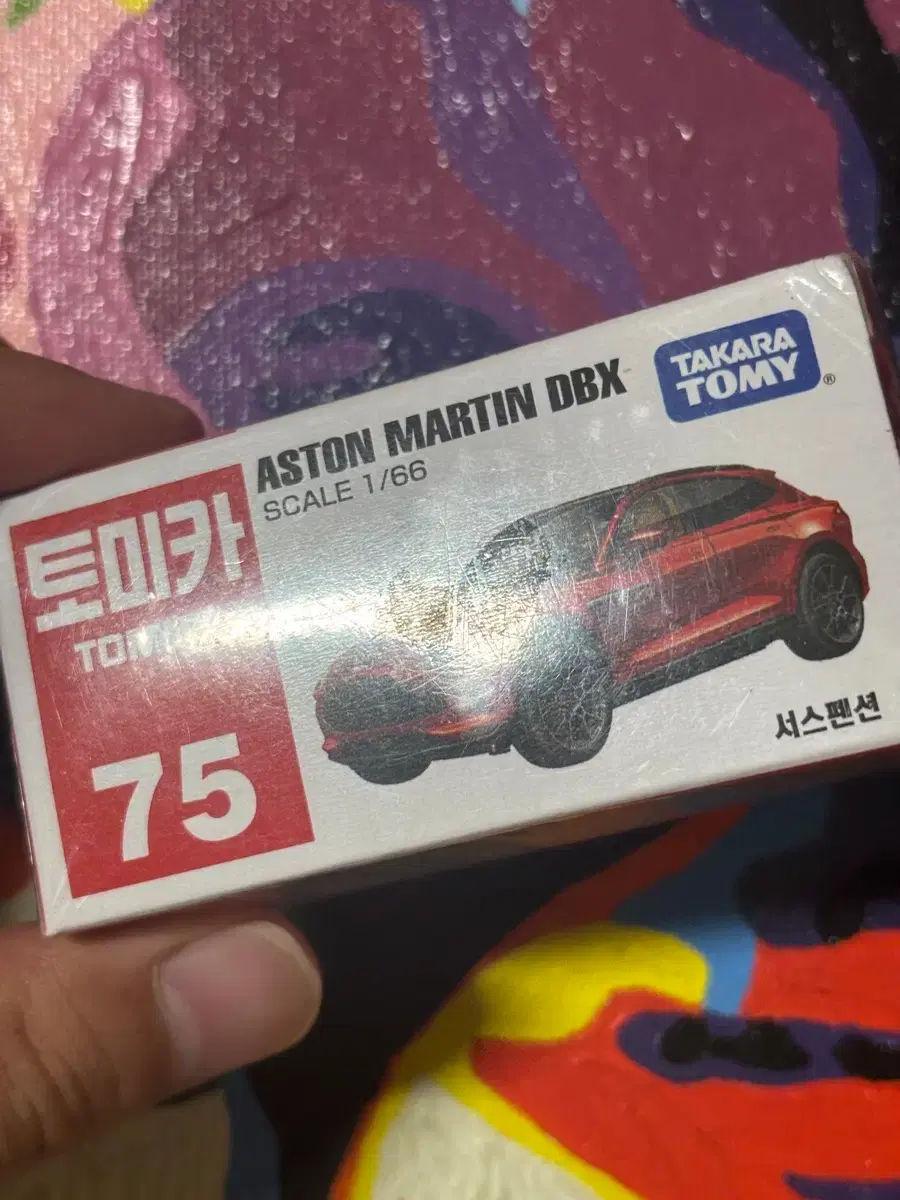 ASTON MARTIN DBX
SCALE 1/66
TAKARA
TOMY®
토미카
75
서스펜션